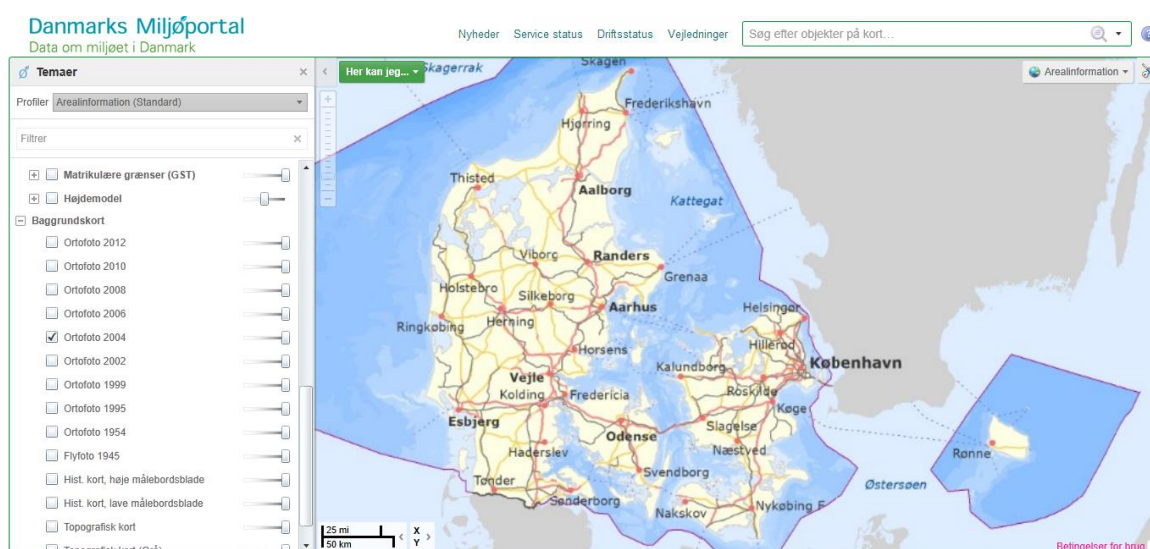 Danmarks Miljøportal
Data om miljøet i Danmark
Nyheder Service status Driftsstatus Vejledninger Søg efter objekter på kort...
Temaer
Profiler Arealinformation (Standard)
Filtrer
Matrikulære grænser (GST)
Højdemodel
Baggrundskort
Ortofoto 2012
Ortofoto 2010
Ortofoto 2008
Ortofoto 2006
Ortofoto 2004
Ortofoto 2002
Ortofoto 1999
Ortofoto 1995
Ortofoto 1954
Flyfoto 1945
Hist. kort, høje målebordsblade
Hist. kort, lave målebordsblade
Topografisk kort
Topografisk kort (Grå)
Her kan jeg...
Arealinformation
Skagerrak
Skagen
Frederikshavn
Hjørring
Thisted
Aalborg
Kattegat
Viborg
Randers
Grenaa
Holstebro
Silkeborg
Aarhus
Helsingør
Ringkøbing
Herning
Hillerød
Horsens
Kalundborg
København
Vejle
Roskilde
Kolding
Fredericia
Køge
Esbjerg
Slagelse
Odense
Haderslev
Næstved
Rønne
Svendborg
Tønder
Sønderborg
Nakskov
Nykøbing F
Østersøen
25 mi
50 km
X
Y
Betingelser for brug